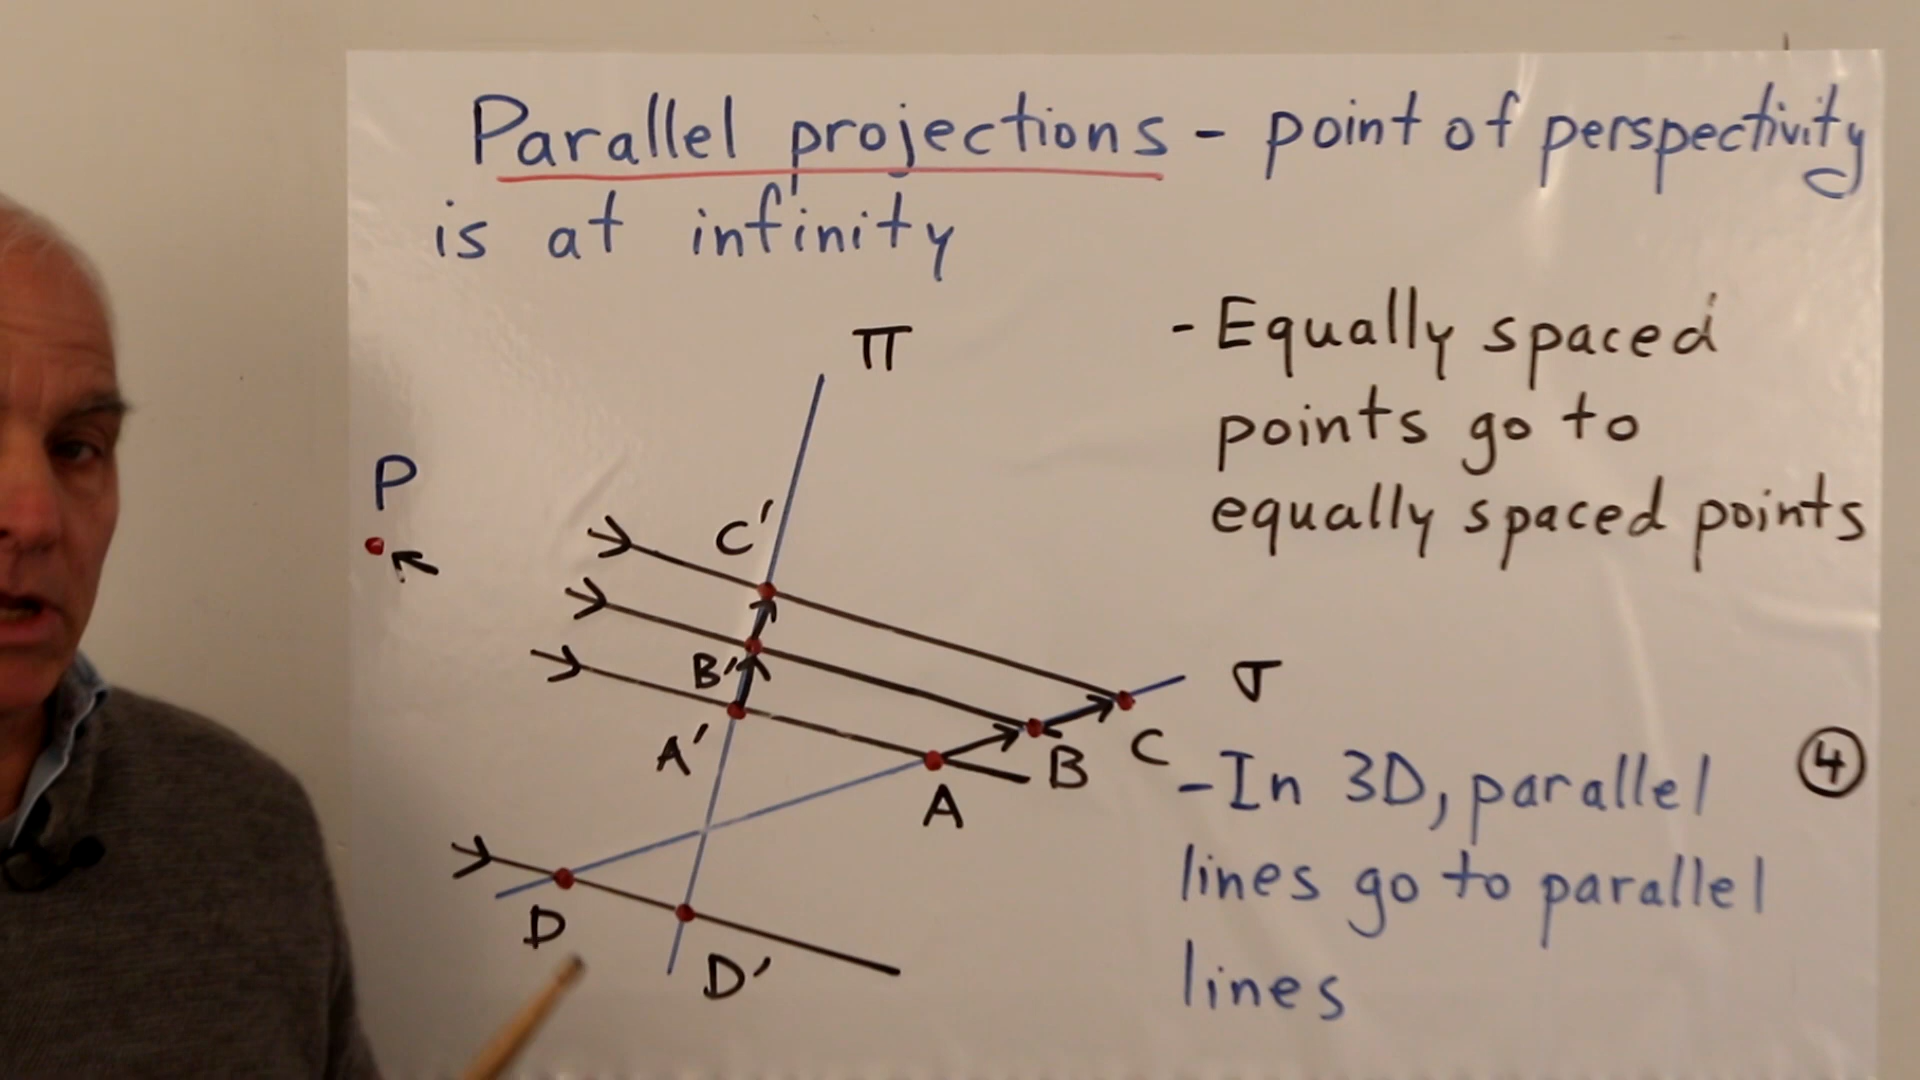 Parallel projections - point of perspectivity
is at infinity
π
- Equally spaced
points go to
equally spaced points
P
C'
B'
A'
σ
C
B
A
- In 3D, parallel
lines go to parallel
lines
④
D
D'